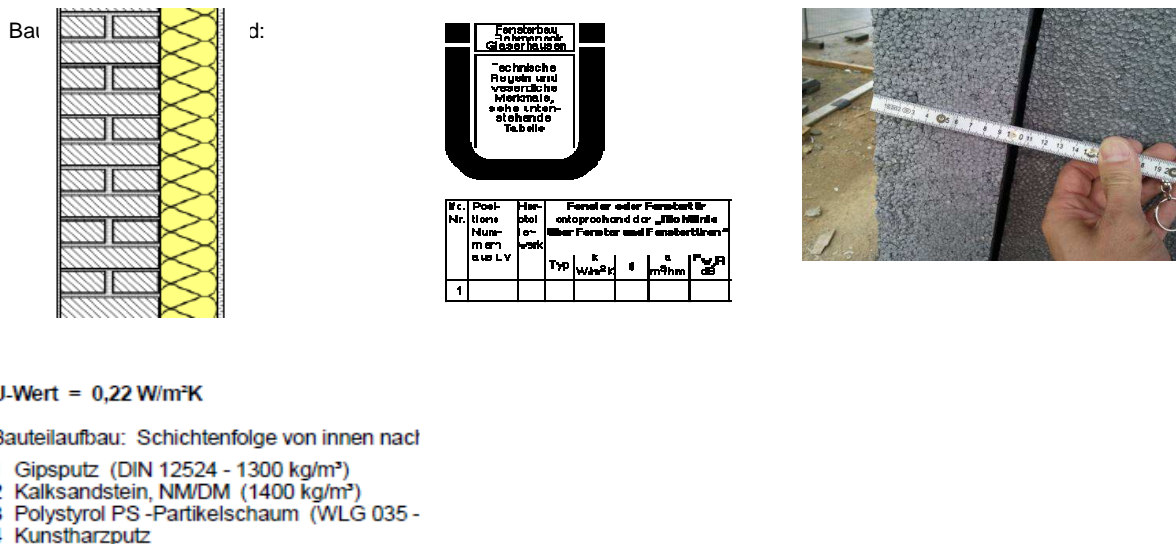 Bau
d:
Fensterbau
Glaserhausen
Technische
Regeln und
wesentliche
Merkmale,
siehe unten-
stehende
Tabelle
Nr.
Posi-
tions
Num-
mern
aus LV
Her-
stel
ler-
werk
Fenster oder Fenstertür
entsprechend der „Richtlinie
über Fenster und Fenstertüren“
Typ
k
W/m²K
g
a
m³/hm
dB
1
U-Wert = 0,22 W/m²K
Bauteilaufbau: Schichtenfolge von innen nach
Gipsputz (DIN 12524 - 1300 kg/m³)
2 Kalksandstein, NM/DM (1400 kg/m³)
3 Polystyrol PS -Partikelschaum (WLG 035 -
4 Kunstharzputz